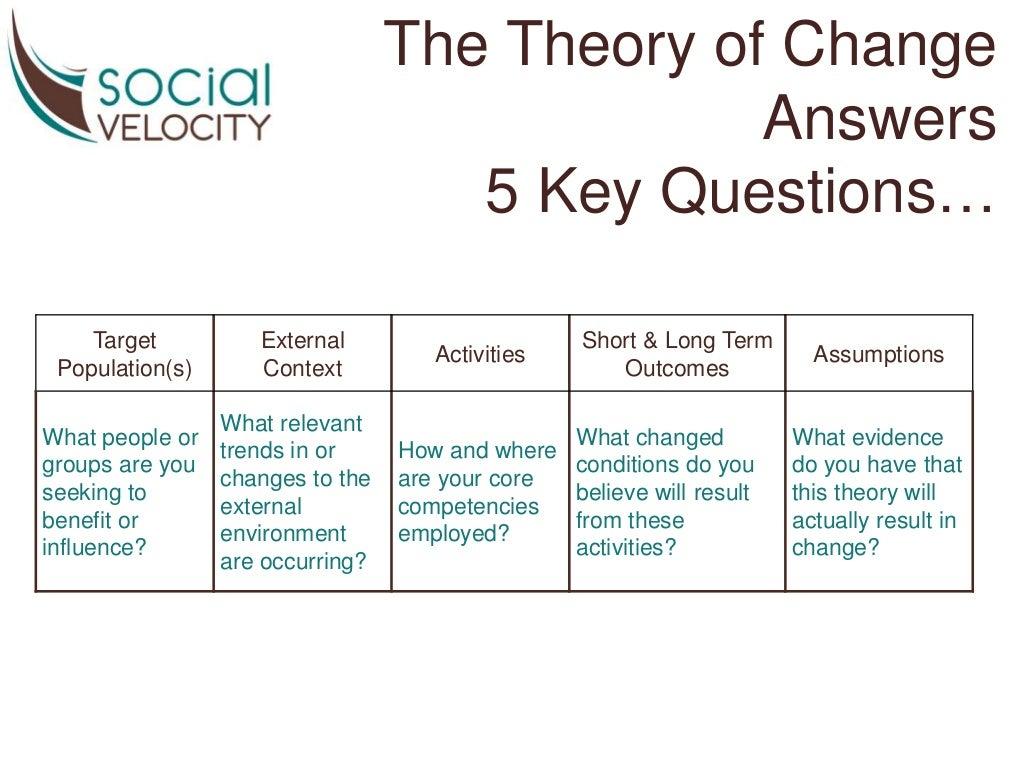 social
VELOCITY
The Theory of Change
Answers
5 Key Questions…
Target
Population(s)
External
Context
Activities
Short & Long Term
Outcomes
Assumptions
What people or
groups are you
seeking to
benefit or
influence?
What relevant
trends in or
changes to the
external
environment
are occurring?
How and where
are your core
competencies
employed?
What changed
conditions do you
believe will result
from these
activities?
What evidence
do you have that
this theory will
actually result in
change?